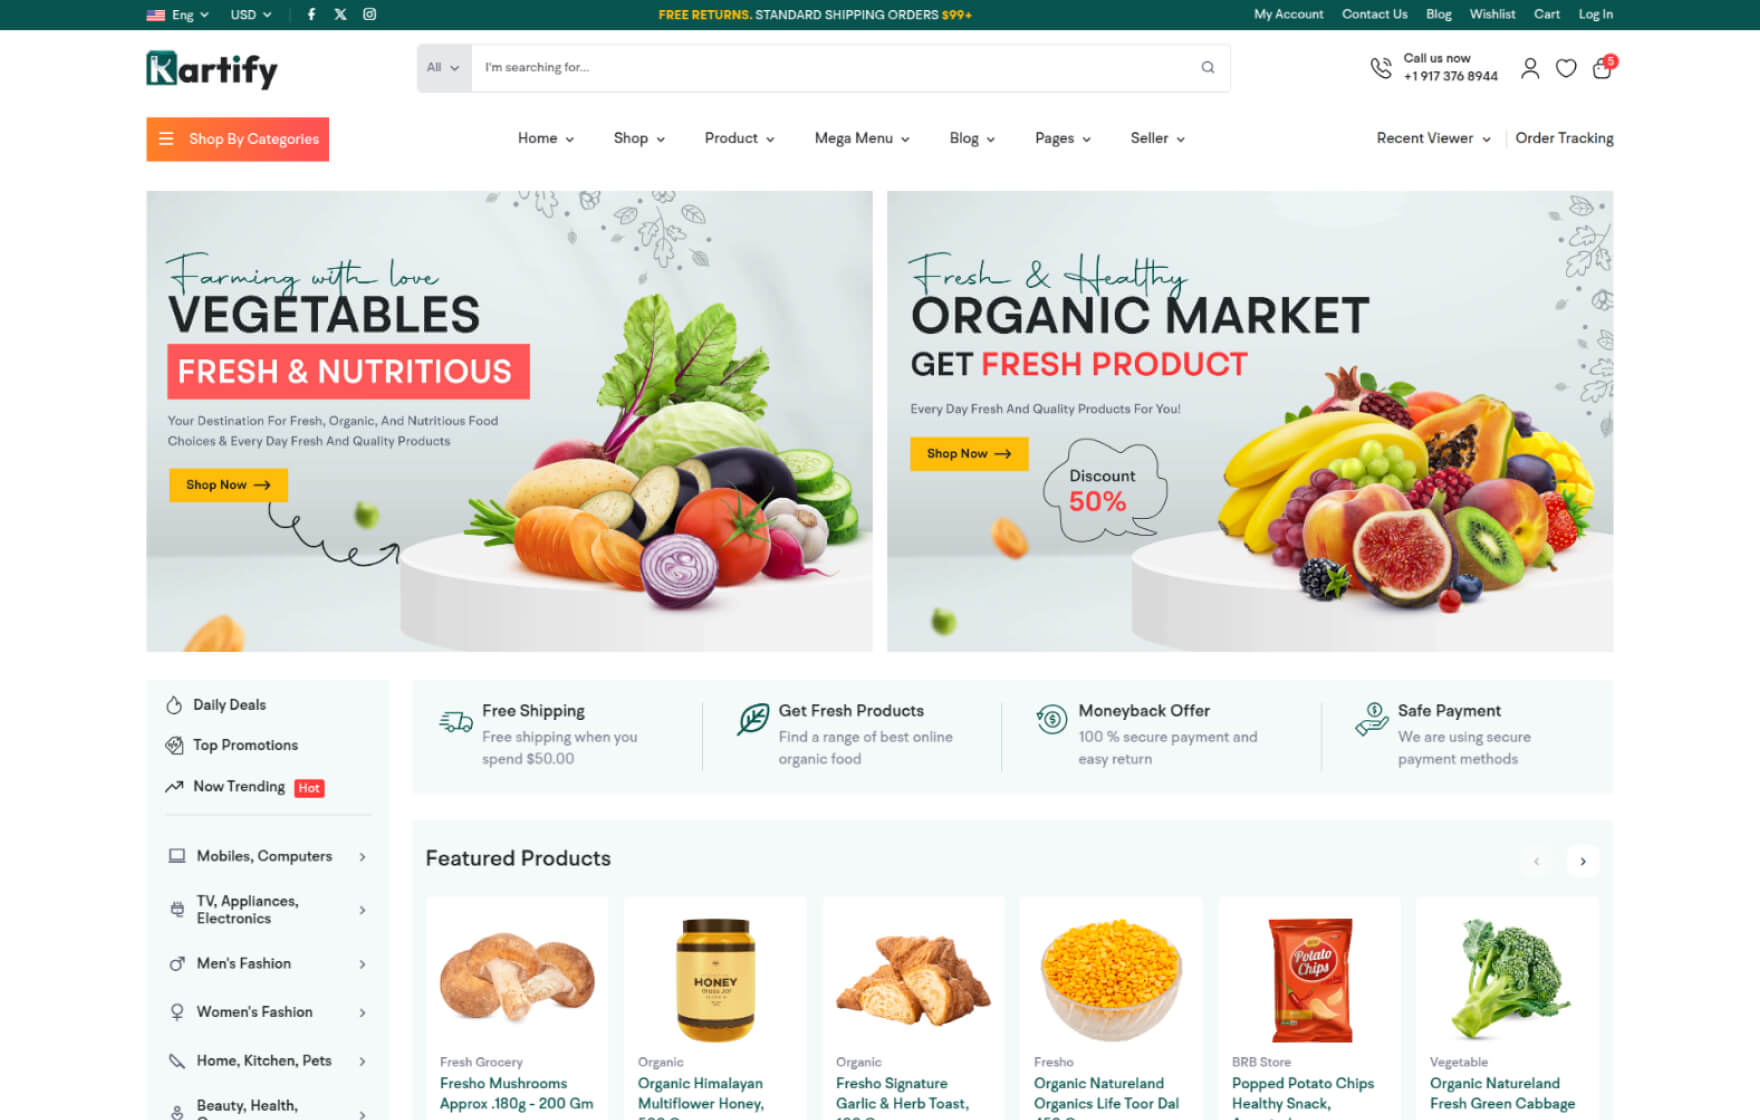 Eng USD
FREE RETURNS. STANDARD SHIPPING ORDERS $99+
My Account Contact Us Blog Wishlist Cart Log In
Kartify
All
I'm searching for...
Call us now
+1 917 376 8944
5
Shop By Categories
Home Shop Product Mega Menu Blog Pages Seller
Recent Viewer Order Tracking
Farming with love
VEGETABLES
FRESH & NUTRITIOUS
Your Destination For Fresh, Organic, And Nutritious Food
Choices & Every Day Fresh And Quality Products
Shop Now
Fresh & Healthy
ORGANIC MARKET
GET FRESH PRODUCT
Every Day Fresh And Quality Products For You!
Shop Now
Discount
50%
Daily Deals
Top Promotions
Now Trending Hot
Mobiles, Computers
TV, Appliances,
Electronics
Men's Fashion
Women's Fashion
Home, Kitchen, Pets
Beauty, Health,
Free Shipping
Free shipping when you
spend $50.00
Get Fresh Products
Find a range of best online
organic food
Moneyback Offer
100 % secure payment and
easy return
Safe Payment
We are using secure
payment methods
Featured Products
Fresh Grocery
Fresho Mushrooms
Approx .180g - 200 Gm
HONEY
Organic
Organic Himalayan
Multiflower Honey,
Organic
Fresho Signature
Garlic & Herb Toast,
Fresho
Organic Natureland
Organics Life Toor Dal
Potato
Chips
BRB Store
Popped Potato Chips
Healthy Snack,
Vegetable
Organic Natureland
Fresh Green Cabbage